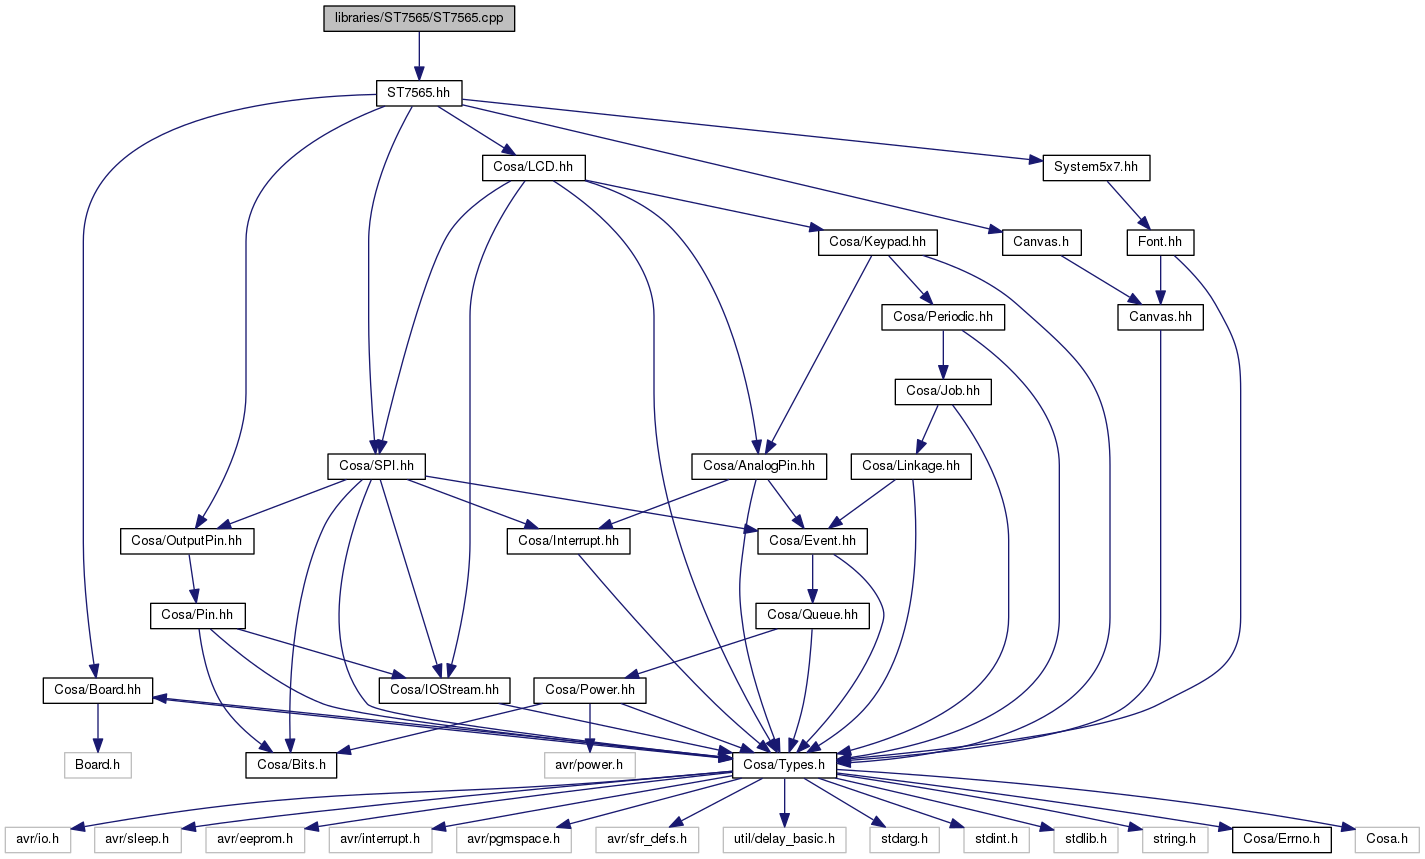 libraries/ST7565/ST7565.cpp
ST7565.hh
Cosa/LCD.hh
System5x7.hh
Cosa/Keypad.hh
Canvas.h
Font.hh
Cosa/Periodic.hh
Canvas.hh
Cosa/Job.hh
Cosa/SPI.hh
Cosa/AnalogPin.hh
Cosa/Linkage.hh
Cosa/OutputPin.hh
Cosa/Interrupt.hh
Cosa/Event.hh
Cosa/Pin.hh
Cosa/Queue.hh
Cosa/Board.hh
Cosa/IOStream.hh
Cosa/Power.hh
Board.h
Cosa/Bits.h
avr/power.h
Cosa/Types.h
avr/io.h
avr/sleep.h
avr/eeprom.h
avr/interrupt.h
avr/pgmspace.h
avr/sfr_defs.h
util/delay_basic.h
stdarg.h
stdint.h
stdlib.h
string.h
Cosa/Errno.h
Cosa.h